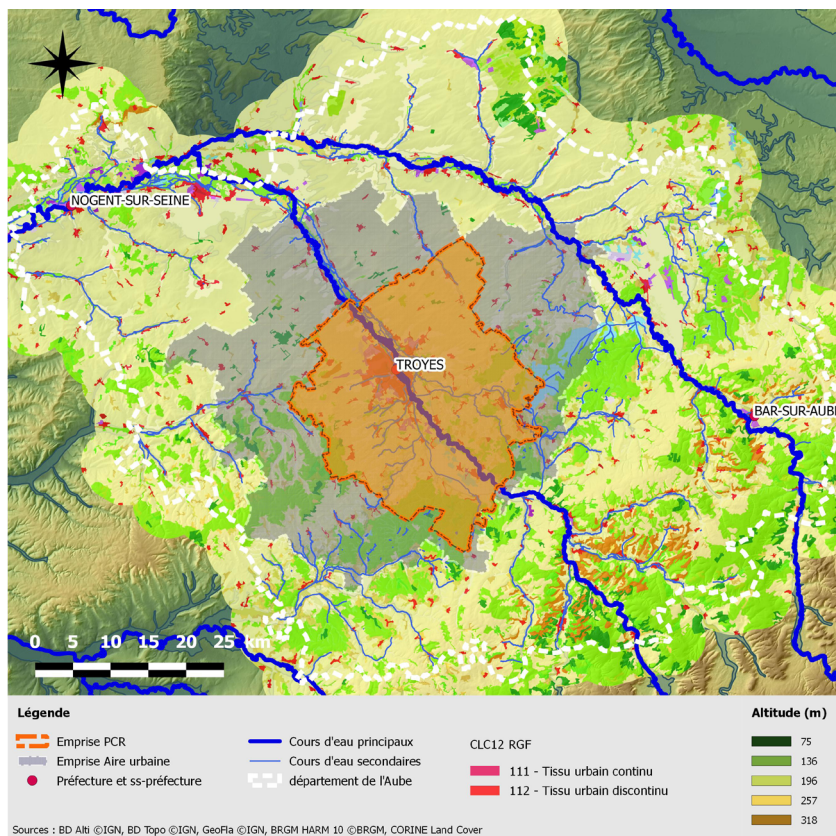 NOGENT-SUR-SEINE
TROYES
BAR-SUR-AUBE
0 5 10 15 20 25 km
Légende
Emprise PCR
Emprise Aire urbaine
Préfecture et ss-préfecture
Cours d'eau principaux
Cours d'eau secondaires
département de l'Aube
CLC12 RGF
111 - Tissu urbain continu
112 - Tissu urbain discontinu
Altitude (m)
75
136
196
257
318
Sources : BD Alti ©IGN, BD Topo ©IGN, GeoFla ©IGN, BRGM HARM 10 ©BRGM, CORINE Land Cover